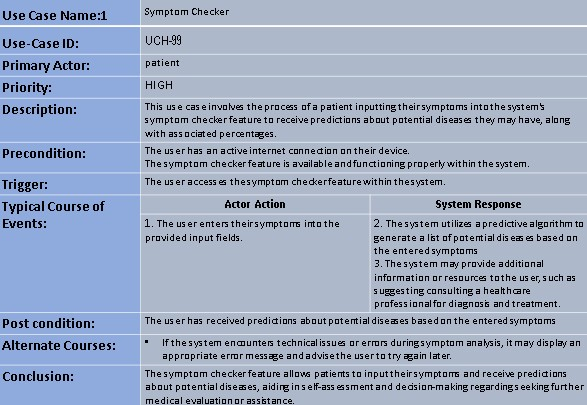 Use Case Name:1 Symptom Checker
Use-Case ID: UCH-99
Primary Actor: patient
Priority: HIGH
Description: This use case involves the process of a patient inputting their symptoms into the system's
symptom checker feature to receive predictions about potential diseases they may have, along
with associated percentages.
Precondition: The user has an active internet connection on their device.
The symptom checker feature is available and functioning properly within the system.
Trigger: The user accesses the symptom checker feature within the system.
Typical Course of
Events:
Actor Action
1. The user enters their symptoms into the
provided input fields.
System Response
2. The system utilizes a predictive algorithm to
generate a list of potential diseases based on
the entered symptoms
3. The system may provide additional
information or resources to the user, such as
suggesting consulting a healthcare
professional for diagnosis and treatment.
Post condition: The user has received predictions about potential diseases based on the entered symptoms
Alternate Courses: • If the system encounters technical issues or errors during symptom analysis, it may display an
appropriate error message and advise the user to try again later.
Conclusion: The symptom checker feature allows patients to input their symptoms and receive predictions
about potential diseases, aiding in self-assessment and decision-making regarding seeking further
medical evaluation or assistance.